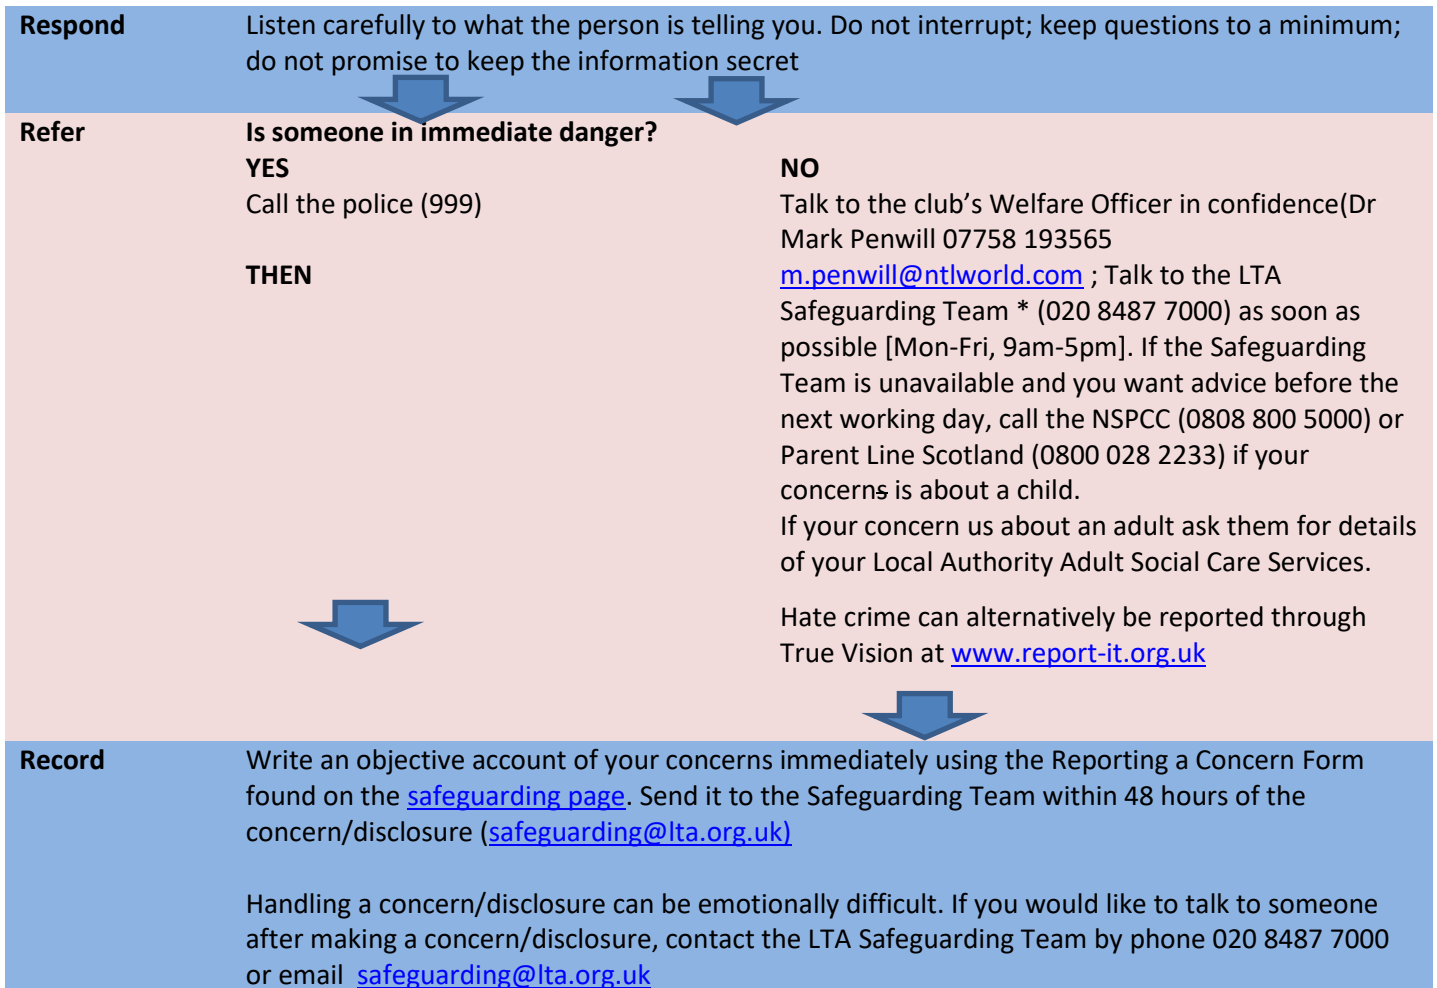 Respond
Listen carefully to what the person is telling you. Do not interrupt; keep questions to a minimum;
do not promise to keep the information secret
Refer
Is someone in immediate danger?
YES
Call the police (999)
THEN
NO
Talk to the club’s Welfare Officer in confidence(Dr
Mark Penwill 07758 193565
m.penwill@ntlworld.com ; Talk to the LTA
Safeguarding Team * (020 8487 7000) as soon as
possible [Mon-Fri, 9am-5pm]. If the Safeguarding
Team is unavailable and you want advice before the
next working day, call the NSPCC (0808 800 5000) or
Parent Line Scotland (0800 028 2233) if your
concerns is about a child.
If your concern us about an adult ask them for details
of your Local Authority Adult Social Care Services.
Hate crime can alternatively be reported through
True Vision at www.report-it.org.uk
Record
Write an objective account of your concerns immediately using the Reporting a Concern Form
found on the safeguarding page. Send it to the Safeguarding Team within 48 hours of the
concern/disclosure (safeguarding@lta.org.uk)
Handling a concern/disclosure can be emotionally difficult. If you would like to talk to someone
after making a concern/disclosure, contact the LTA Safeguarding Team by phone 020 8487 7000
or email safeguarding@lta.org.uk